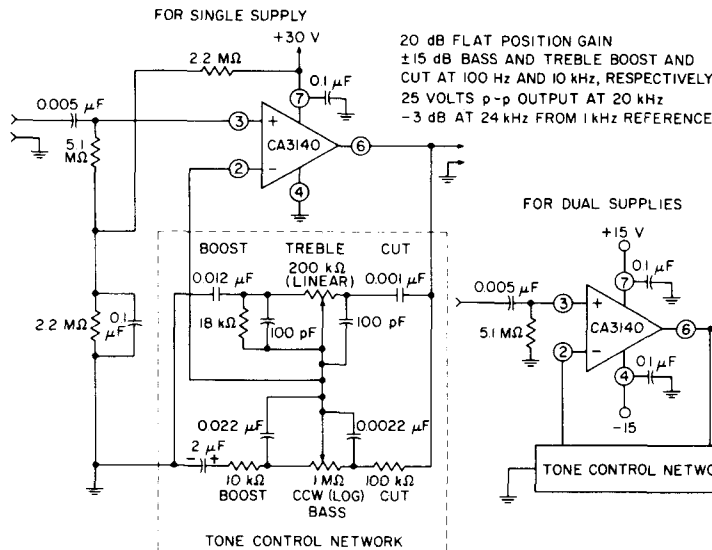 FOR SINGLE SUPPLY
+30 V
2.2 MΩ
0.1 μF
7
0.005 μF
3
+
CA3140
6
5.1
MΩ
2
−
4
20 dB FLAT POSITION GAIN
±15 dB BASS AND TREBLE BOOST AND
CUT AT 100 Hz AND 10 kHz, RESPECTIVELY
25 VOLTS p-p OUTPUT AT 20 kHz
−3 dB AT 24 kHz FROM 1 kHz REFERENCE
BOOST TREBLE CUT
200 kΩ
(LINEAR)
0.012 μF
0.001 μF
18 kΩ
100 pF
100 pF
2.2 MΩ
0.1
μF
0.022 μF
0.0022 μF
2 μF
− +
10 kΩ
BOOST
1 MΩ
CCW (LOG)
BASS
100 kΩ
CUT
TONE CONTROL NETWORK
FOR DUAL SUPPLIES
+15 V
0.1 μF
7
0.005 μF
3
+
CA3140
6
5.1 MΩ
2
−
4
0.1 μF
−15
TONE CONTROL NETWO